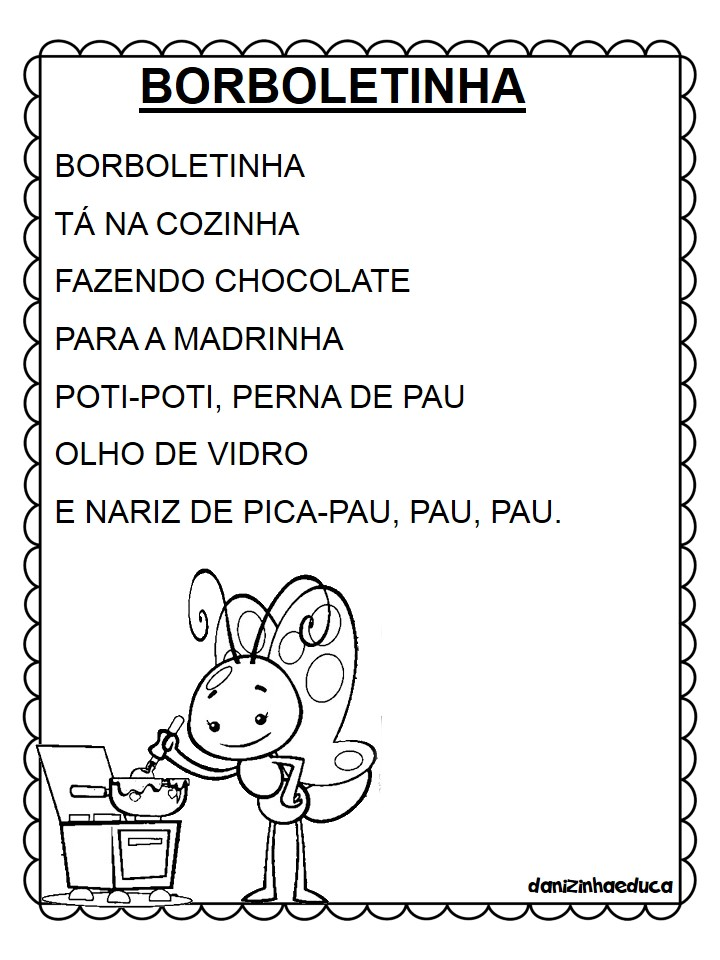 BORBOLETINHA
BORBOLETINHA
TÁ NA COZINHA
FAZENDO CHOCOLATE
PARA A MADRINHA
POTI-POTI, PERNA DE PAU
OLHO DE VIDRO
E NARIZ DE PICA-PAU, PAU, PAU.
danizinhaeduca